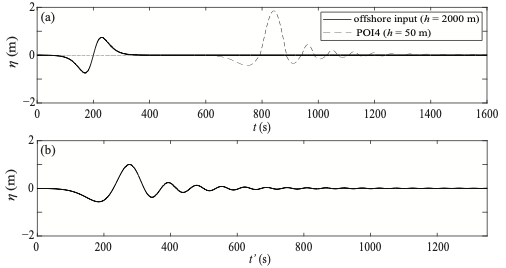 (a)
offshore input (h = 2000 m)
POI4 (h = 50 m)
2
0
−2
η (m)
0 200 400 600 800 1000 1200 1400 1600
t (s)
(b)
2
0
−2
η (m)
0 200 400 600 800 1000 1200
t' (s)